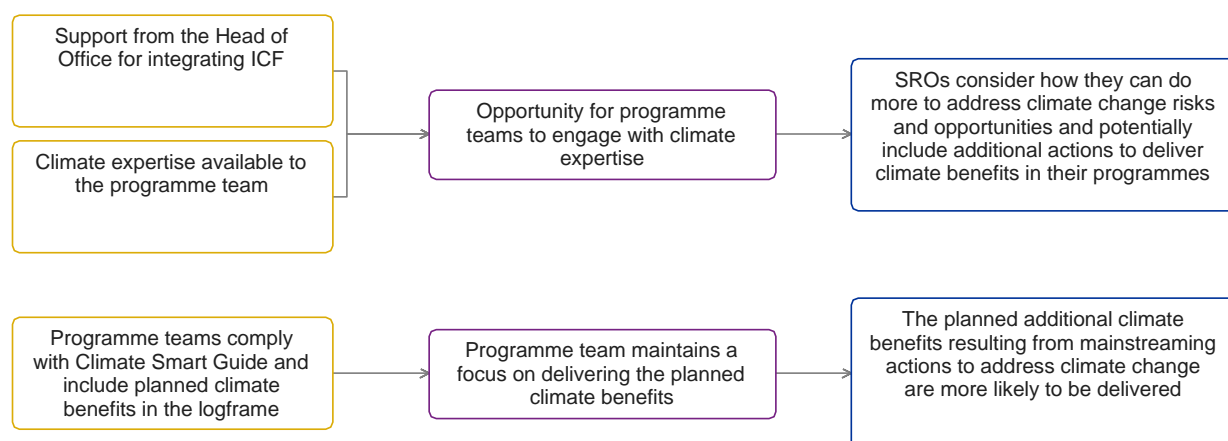 Support from the Head of
Office for integrating ICF
Climate expertise available to
the programme team
Opportunity for programme
teams to engage with climate
expertise
SROs consider how they can do
more to address climate change risks
and opportunities and potentially
include additional actions to deliver
climate benefits in their programmes
Programme teams comply
with Climate Smart Guide and
include planned climate
benefits in the logframe
Programme team maintains a
focus on delivering the planned
climate benefits
The planned additional climate
benefits resulting from mainstreaming
actions to address climate change
are more likely to be delivered